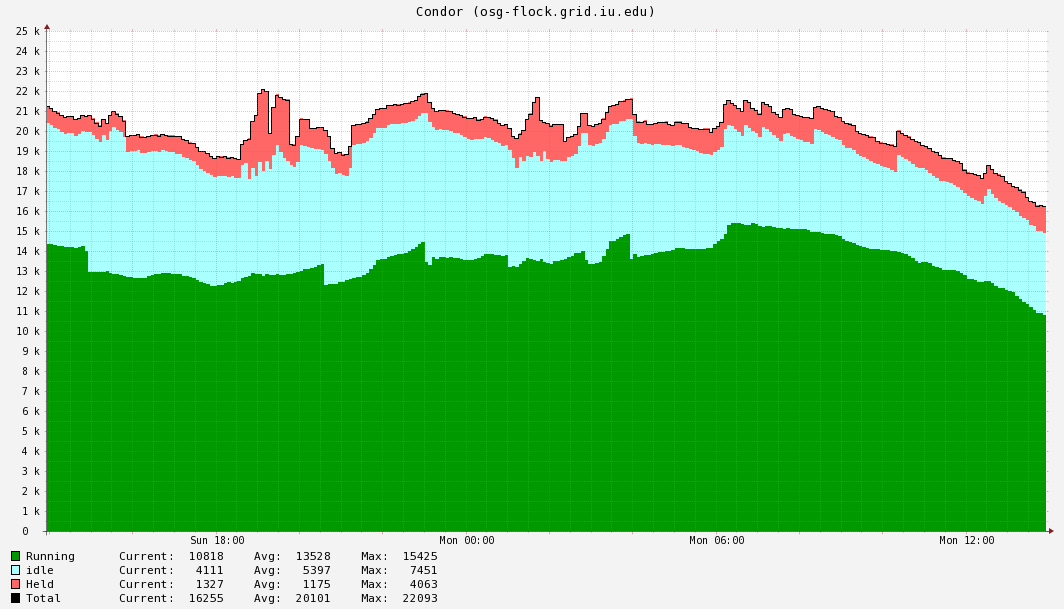 Condor (osg-flock.grid.iu.edu)
25 k
24 k
23 k
22 k
21 k
20 k
19 k
18 k
17 k
16 k
15 k
14 k
13 k
12 k
11 k
10 k
9 k
8 k
7 k
6 k
5 k
4 k
3 k
2 k
1 k
0
Sun 18:00 Mon 00:00 Mon 06:00 Mon 12:00
Running Current: 10818 Avg: 13528 Max: 15425
idle Current: 4111 Avg: 5397 Max: 7451
Held Current: 1327 Avg: 1175 Max: 4063
Total Current: 16255 Avg: 20101 Max: 22093